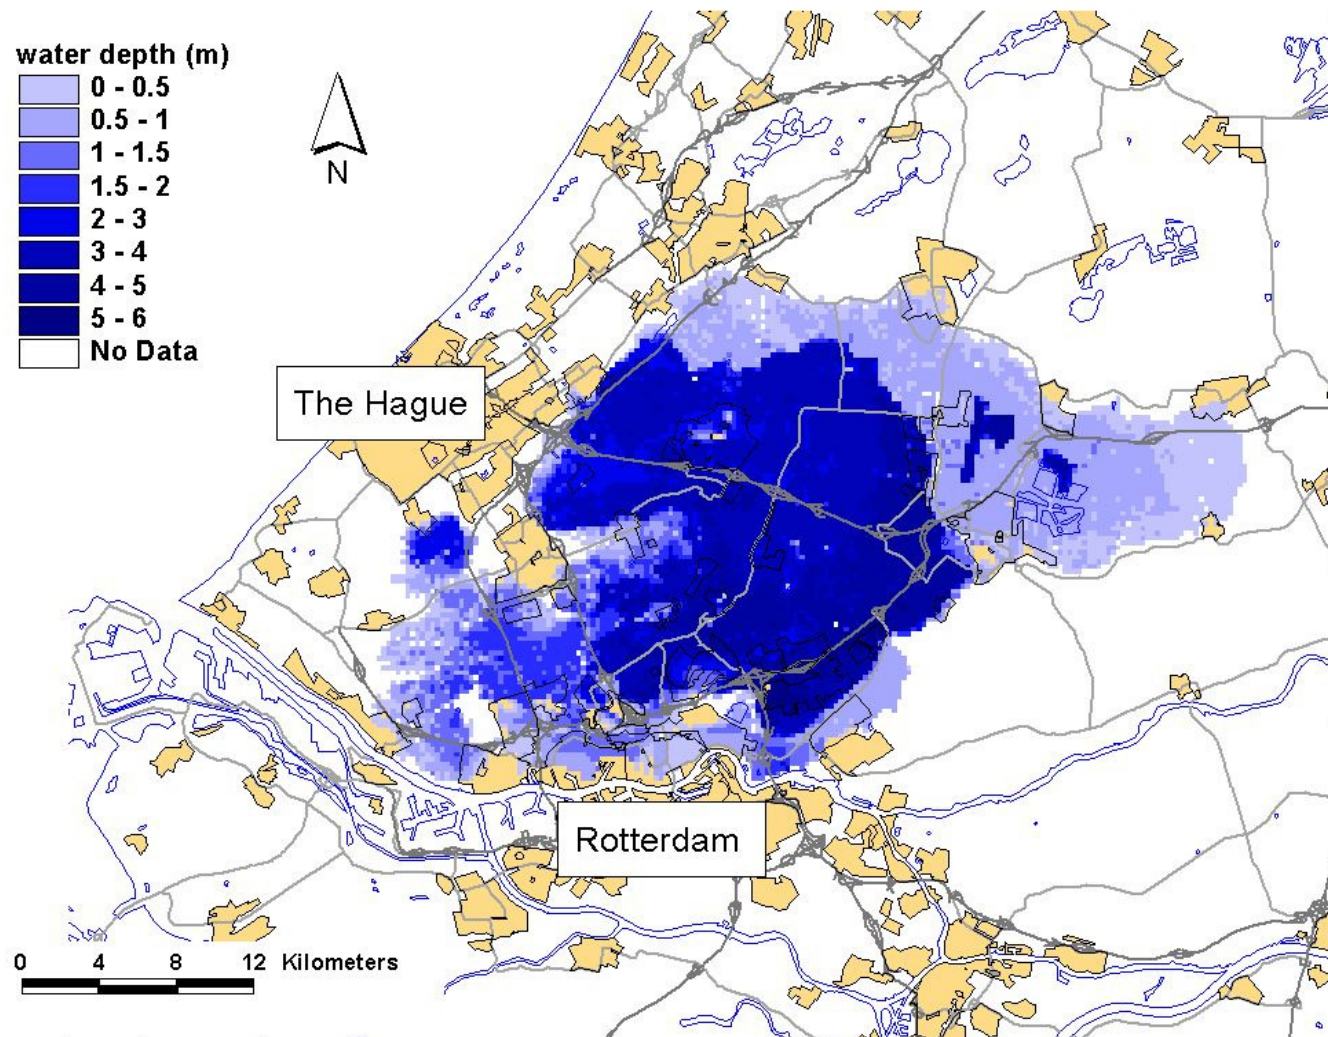 water depth (m)
0 - 0.5
0.5 - 1
1 - 1.5
1.5 - 2
2 - 3
3 - 4
4 - 5
5 - 6
No Data
N
The Hague
Rotterdam
0 4 8 12 Kilometers